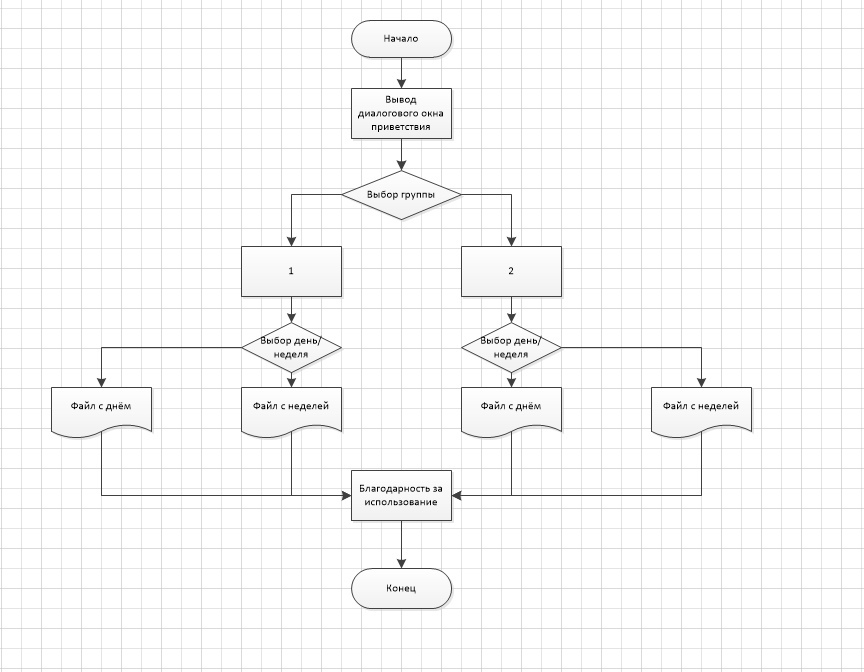 Начало
Вывод
диалогового окна
приветствия
Выбор группы
1
2
Выбор день/
неделя
Выбор день/
неделя
Файл с днём
Файл с неделей
Файл с днём
Файл с неделей
Благодарность за
использование
Конец